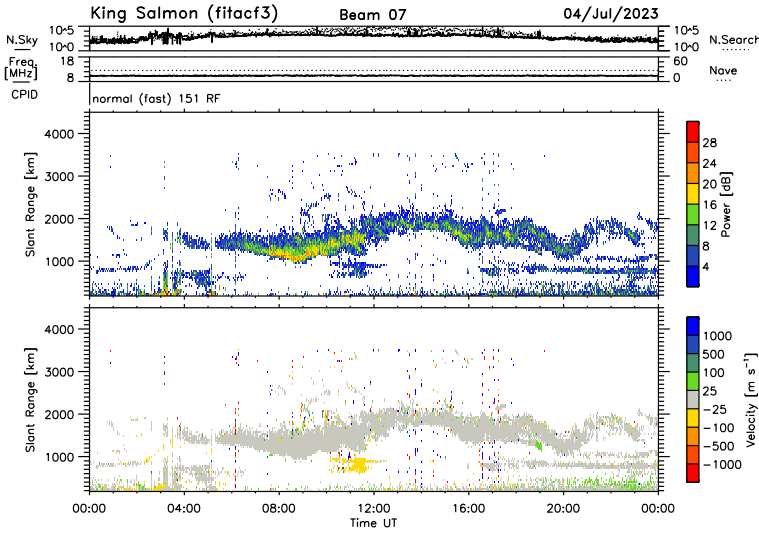 King Salmon (fitacf3) Beam 07 04/Jul/2023
N.Sky 10^5 10^0 10^5 10^0 N.Search
Freq. [MHz] 18 8 60 0 Nave
CPID normal (fast) 151 RF
Slant Range [km] 4000 3000 2000 1000
28 24 20 16 12 8 4 Power [dB]
Slant Range [km] 4000 3000 2000 1000
1000 500 100 25 −25 −100 −500 −1000 Velocity [m s⁻¹]
00:00 04:00 08:00 12:00 16:00 20:00 00:00
Time UT